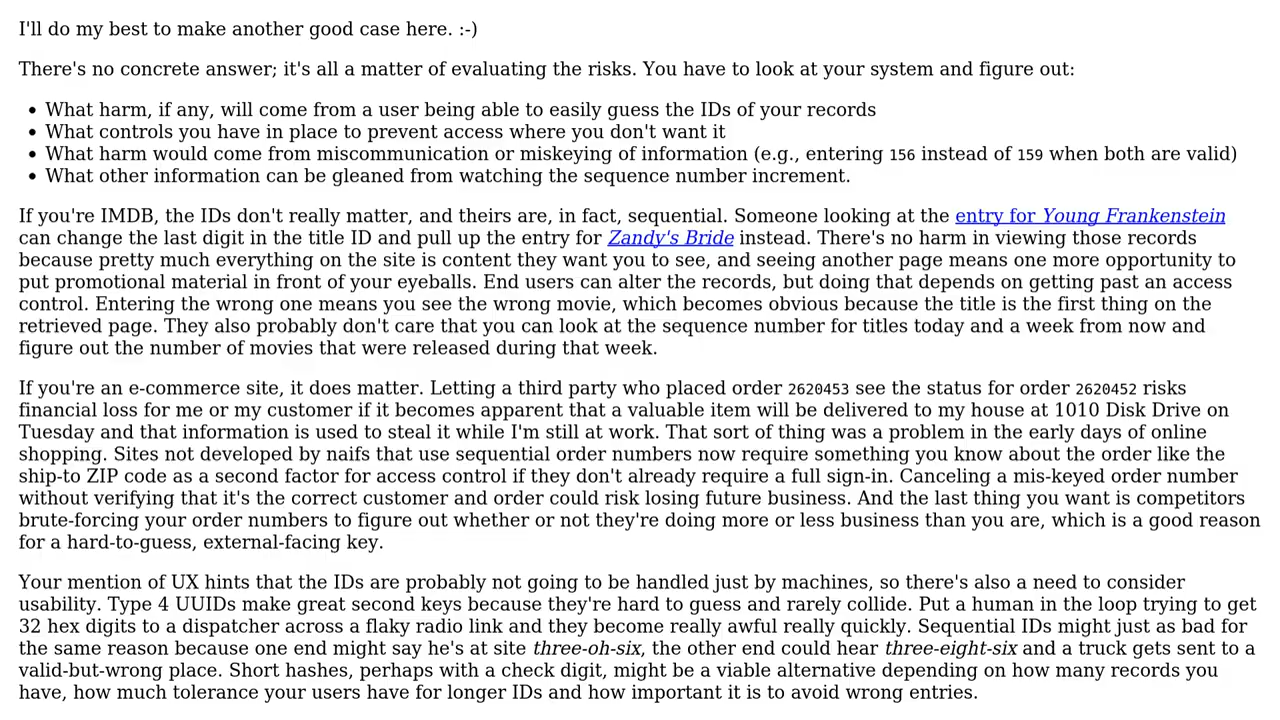 I'll do my best to make another good case here. :-)
There's no concrete answer; it's all a matter of evaluating the risks. You have to look at your system and figure out:
• What harm, if any, will come from a user being able to easily guess the IDs of your records
• What controls you have in place to prevent access where you don't want it
• What harm would come from miscommunication or miskeying of information (e.g., entering 156 instead of 159 when both are valid)
• What other information can be gleaned from watching the sequence number increment.
If you're IMDB, the IDs don't really matter, and theirs are, in fact, sequential. Someone looking at the entry for Young Frankenstein
can change the last digit in the title ID and pull up the entry for Zandy's Bride instead. There's no harm in viewing those records
because pretty much everything on the site is content they want you to see, and seeing another page means one more opportunity to
put promotional material in front of your eyeballs. End users can alter the records, but doing that depends on getting past an access
control. Entering the wrong one means you see the wrong movie, which becomes obvious because the title is the first thing on the
retrieved page. They also probably don't care that you can look at the sequence number for titles today and a week from now and
figure out the number of movies that were released during that week.
If you're an e-commerce site, it does matter. Letting a third party who placed order 2620453 see the status for order 2620452 risks
financial loss for me or my customer if it becomes apparent that a valuable item will be delivered to my house at 1010 Disk Drive on
Tuesday and that information is used to steal it while I'm still at work. That sort of thing was a problem in the early days of online
shopping. Sites not developed by naifs that use sequential order numbers now require something you know about the order like the
ship-to ZIP code as a second factor for access control if they don't already require a full sign-in. Canceling a mis-keyed order number
without verifying that it's the correct customer and order could risk losing future business. And the last thing you want is competitors
brute-forcing your order numbers to figure out whether or not they're doing more or less business than you are, which is a good reason
for a hard-to-guess, external-facing key.
Your mention of UX hints that the IDs are probably not going to be handled just by machines, so there's also a need to consider
usability. Type 4 UUIDs make great second keys because they're hard to guess and rarely collide. Put a human in the loop trying to get
32 hex digits to a dispatcher across a flaky radio link and they become really awful really quickly. Sequential IDs might just as bad for
the same reason because one end might say he's at site three-oh-six, the other end could hear three-eight-six and a truck gets sent to a
valid-but-wrong place. Short hashes, perhaps with a check digit, might be a viable alternative depending on how many records you
have, how much tolerance your users have for longer IDs and how important it is to avoid wrong entries.